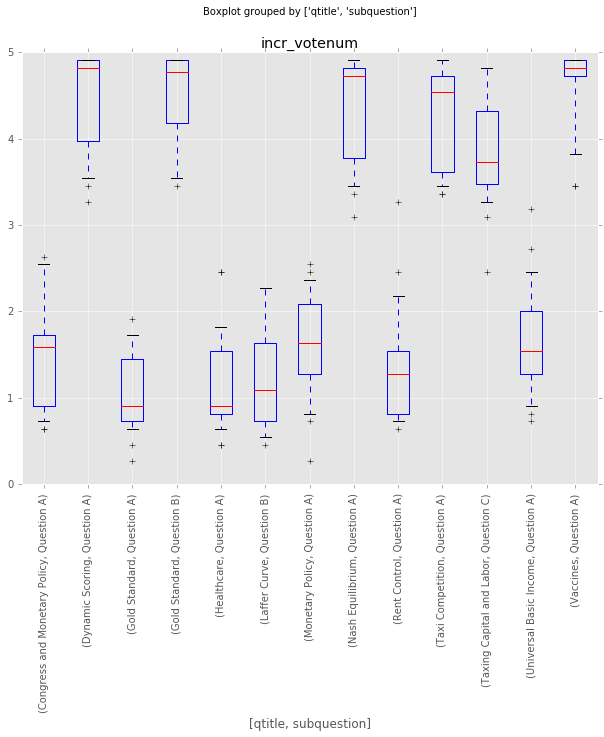 Boxplot grouped by ['qtitle', 'subquestion']
incr_votenum
5
4
3
2
1
0
(Congress and Monetary Policy, Question A)
(Dynamic Scoring, Question A)
(Gold Standard, Question A)
(Gold Standard, Question B)
(Healthcare, Question A)
(Laffer Curve, Question B)
(Monetary Policy, Question A)
(Nash Equilibrium, Question A)
(Rent Control, Question A)
(Taxi Competition, Question A)
(Taxing Capital and Labor, Question C)
(Universal Basic Income, Question A)
(Vaccines, Question A)
[qtitle, subquestion]